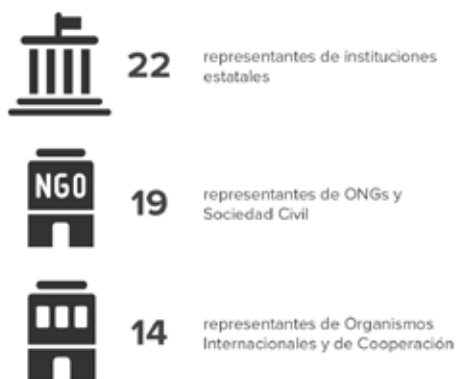 22
representantes de instituciones
estatales
NGO
19
representantes de ONGs y
Sociedad Civil
14
representantes de Organismos
Internacionales y de Cooperación